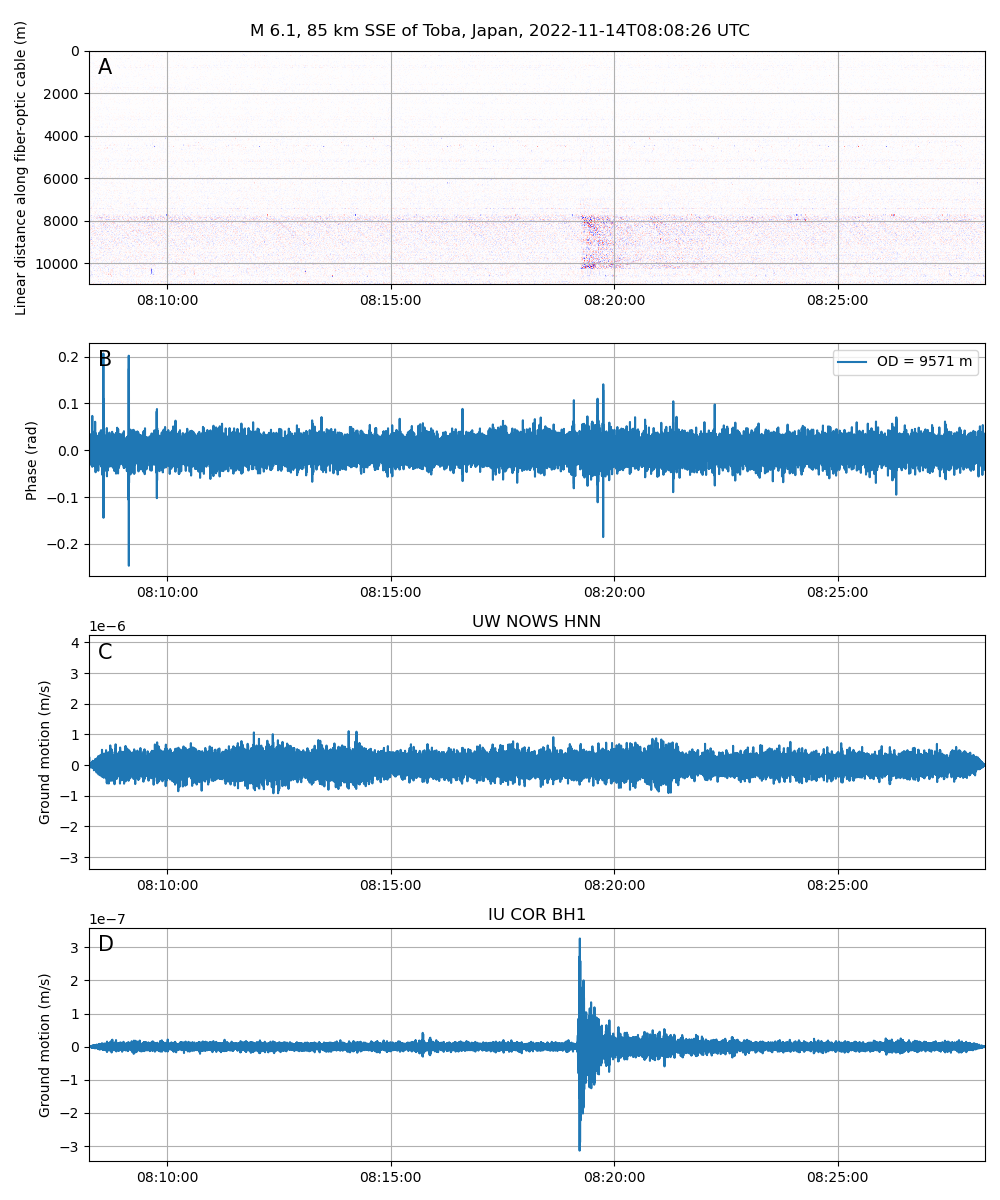 M 6.1, 85 km SSE of Toba, Japan, 2022-11-14T08:08:26 UTC
A
Linear distance along fiber-optic cable (m)
0
2000
4000
6000
8000
10000
08:10:00 08:15:00 08:20:00 08:25:00
B
OD = 9571 m
Phase (rad)
0.2
0.1
0.0
−0.1
−0.2
08:10:00 08:15:00 08:20:00 08:25:00
UW NOWS HNN
1e−6
C
Ground motion (m/s)
4
3
2
1
0
−1
−2
−3
08:10:00 08:15:00 08:20:00 08:25:00
IU COR BH1
1e−7
D
Ground motion (m/s)
3
2
1
0
−1
−2
−3
08:10:00 08:15:00 08:20:00 08:25:00